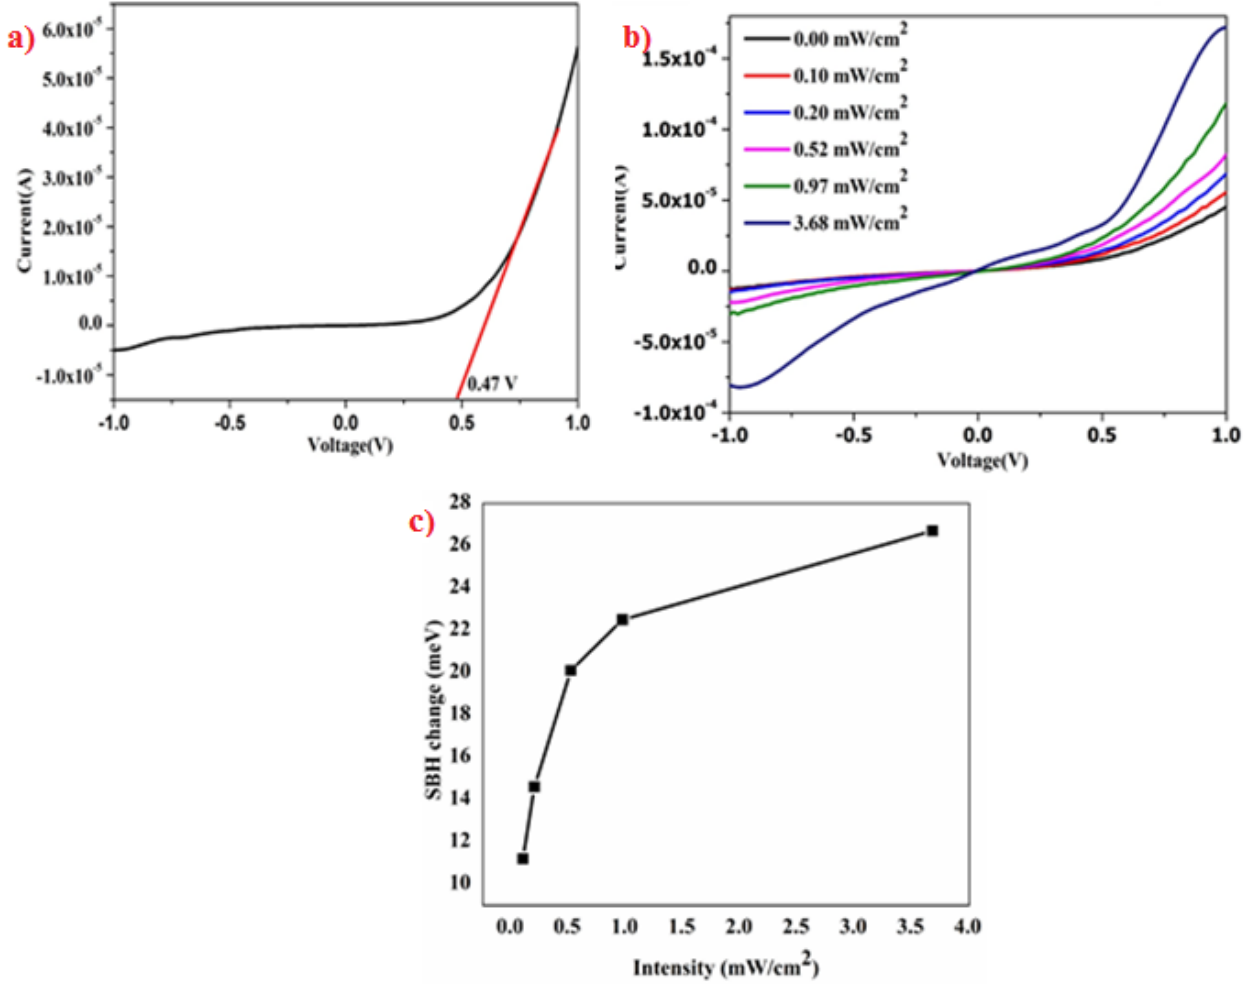 a)
6.0x10⁻⁵
5.0x10⁻⁵
4.0x10⁻⁵
3.0x10⁻⁵
2.0x10⁻⁵
1.0x10⁻⁵
0.0
-1.0x10⁻⁵
Current(A)
0.47 V
-1.0 -0.5 0.0 0.5 1.0
Voltage(V)
b)
0.00 mW/cm²
0.10 mW/cm²
0.20 mW/cm²
0.52 mW/cm²
0.97 mW/cm²
3.68 mW/cm²
1.5x10⁻⁴
1.0x10⁻⁴
5.0x10⁻⁵
0.0
-5.0x10⁻⁵
-1.0x10⁻⁴
Current(A)
-1.0 -0.5 0.0 0.5 1.0
Voltage(V)
c)
28
26
24
22
20
18
16
14
12
10
SBH change (meV)
0.0 0.5 1.0 1.5 2.0 2.5 3.0 3.5 4.0
Intensity (mW/cm²)